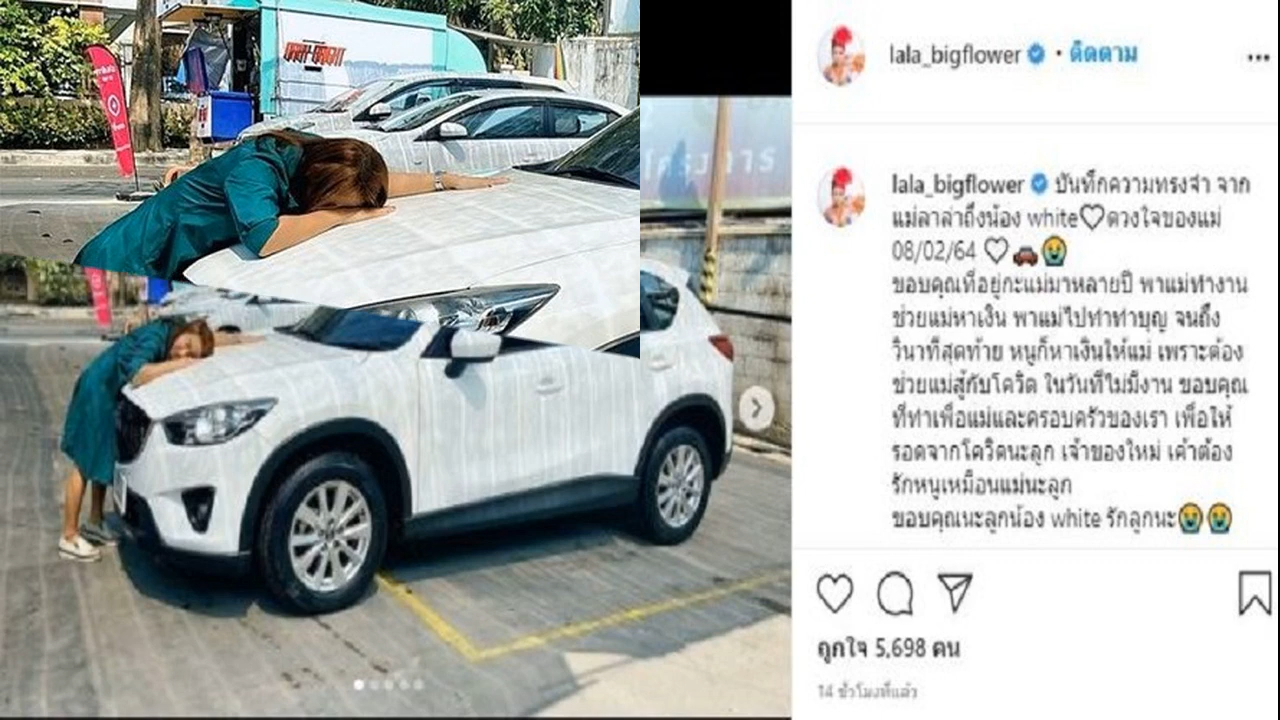 lala_bigflower • ติดตาม
lala_bigflower บันทึกความทรงจำ จาก
แม่ลาล่าถึงน้อง white♡ดวงใจของแม่
08/02/64 ♡🚗😭
ขอบคุณที่อยู่กะแม่มาหลายปี พาแม่ทำงาน
ช่วยแม่หาเงิน พาแม่ไปทำทำบุญ จนถึง
วินาทีสุดท้าย หนูก็หาเงินให้แม่ เพราะต้อง
ช่วยแม่สู้กับโควิด ในวันที่ไม่มีงาน ขอบคุณ
ที่ทำเพื่อแม่และครอบครัวของเรา เพื่อให้
รอดจากโควิดนะลูก เจ้าของใหม่ เค้าต้อง
รักหนูเหมือนแม่นะลูก
ขอบคุณนะลูกน้อง white รักลูกนะ😭😭
ถูกใจ 5,698 คน
14 ชั่วโมงที่แล้ว
โครงการ